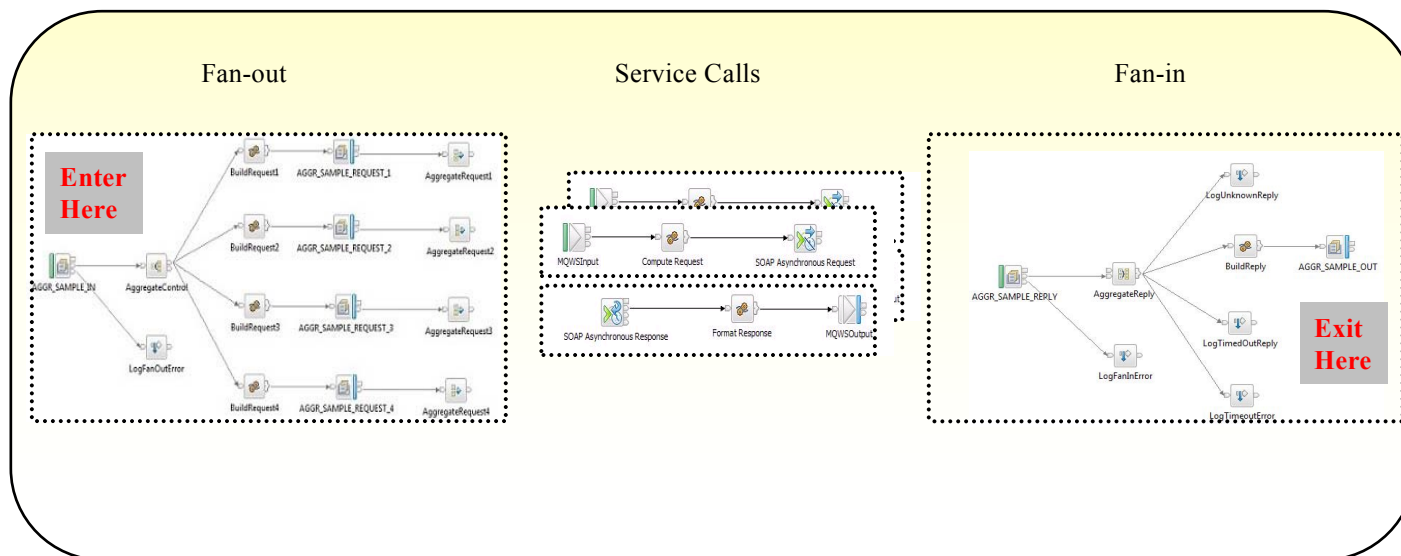 Fan-out
Service Calls
Fan-in
Enter
Here
BuildRequest1
AGGR_SAMPLE_REQUEST_1
AggregateRequest1
BuildRequest2
AGGR_SAMPLE_REQUEST_2
AggregateRequest2
AGGR_SAMPLE_IN
AggregateControl
BuildRequest3
AGGR_SAMPLE_REQUEST_3
AggregateRequest3
LogFanOutError
BuildRequest4
AGGR_SAMPLE_REQUEST_4
AggregateRequest4
MQWSInput
Compute Request
SOAP Asynchronous Request
SOAP Asynchronous Response
Format Response
MQWSOutput
LogUnknownReply
BuildReply
AGGR_SAMPLE_OUT
AGGR_SAMPLE_REPLY
AggregateReply
LogTimedOutReply
LogFanInError
LogTimeoutError
Exit
Here